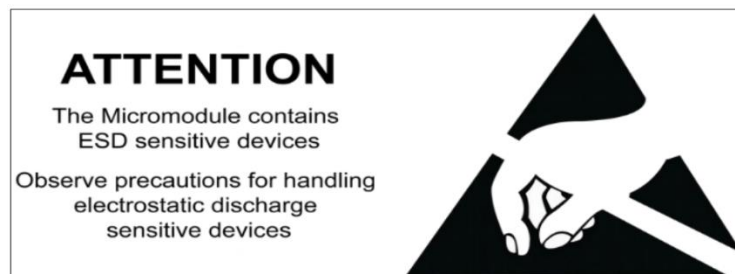 ATTENTION
The Micromodule contains
ESD sensitive devices
Observe precautions for handling
electrostatic discharge
sensitive devices